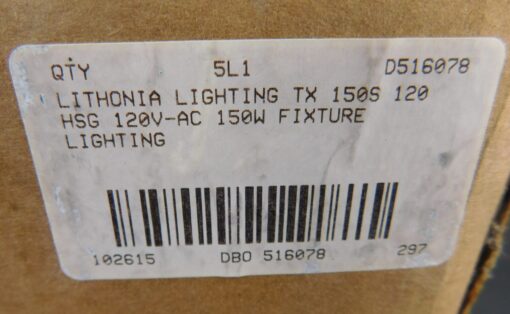 QTY 5L1 D516078
LITHONIA LIGHTING TX 150S 120
HSG 120V-AC 150W FIXTURE
LIGHTING
102615 DBO 516078 297